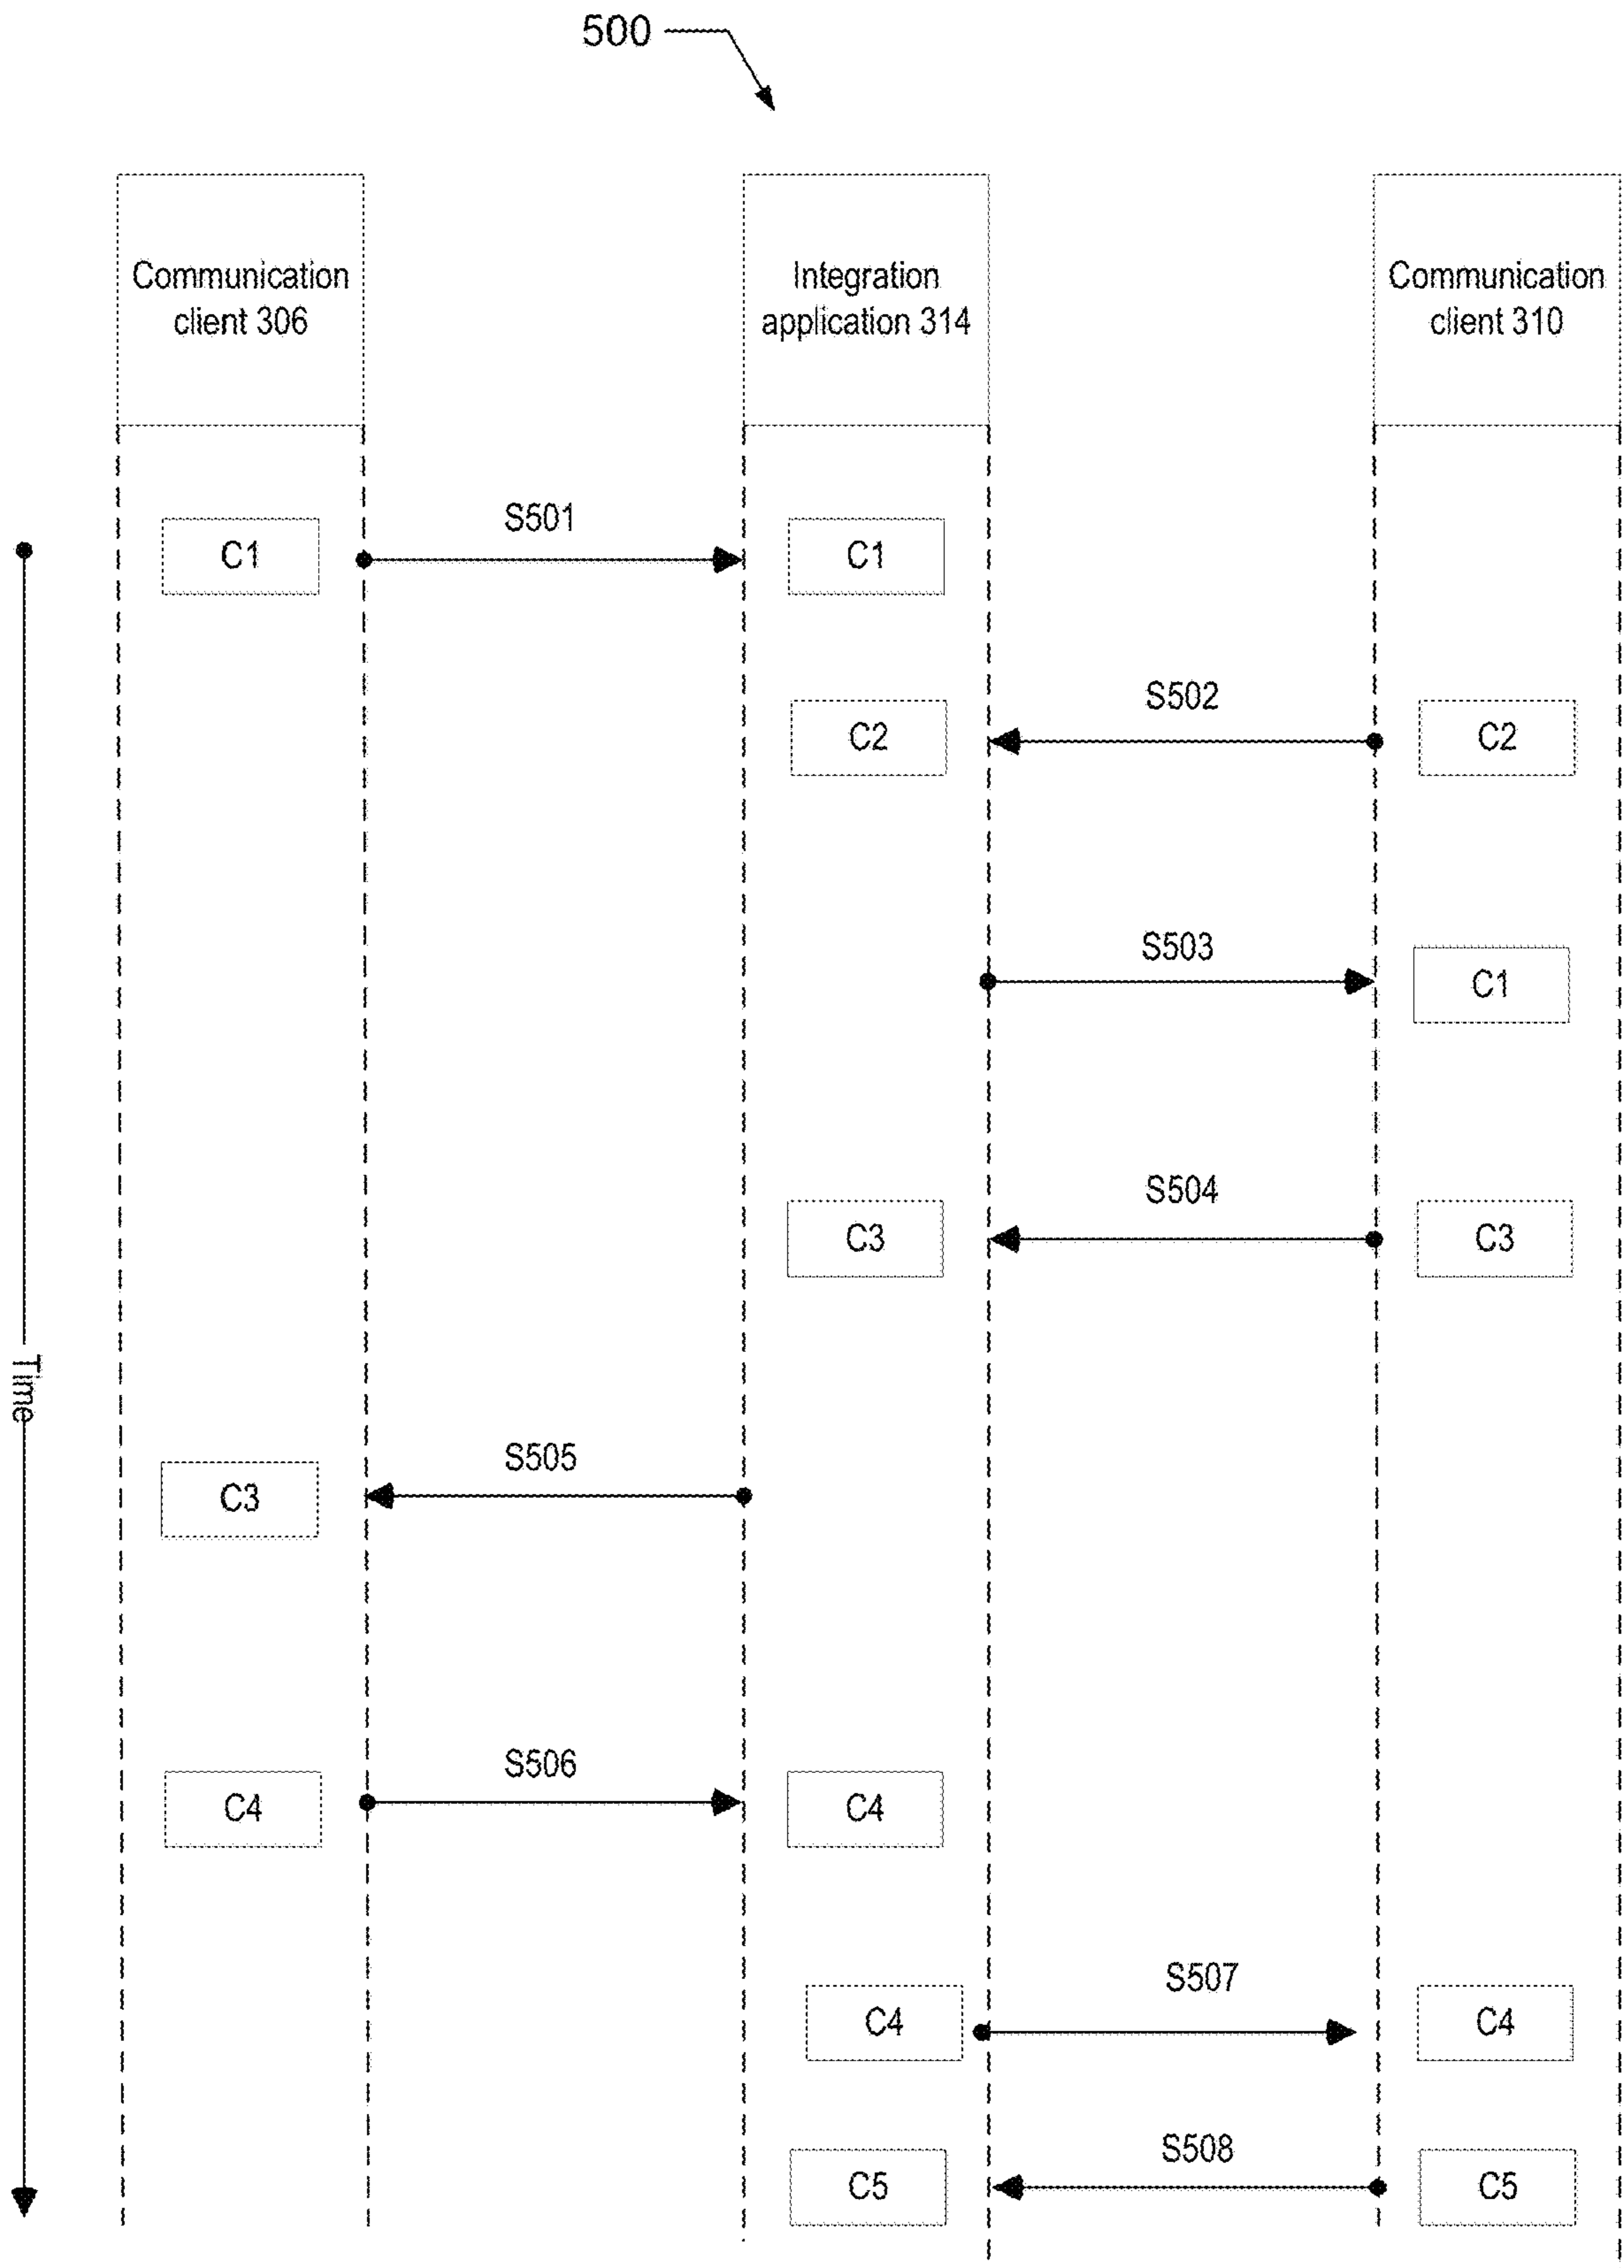 500
Communication
client 306
Integration
application 314
Communication
client 310
S501
C1
C1
S502
C2
C2
S503
C1
S504
C3
C3
Time
S505
C3
S506
C4
C4
S507
C4
C4
S508
C5
C5